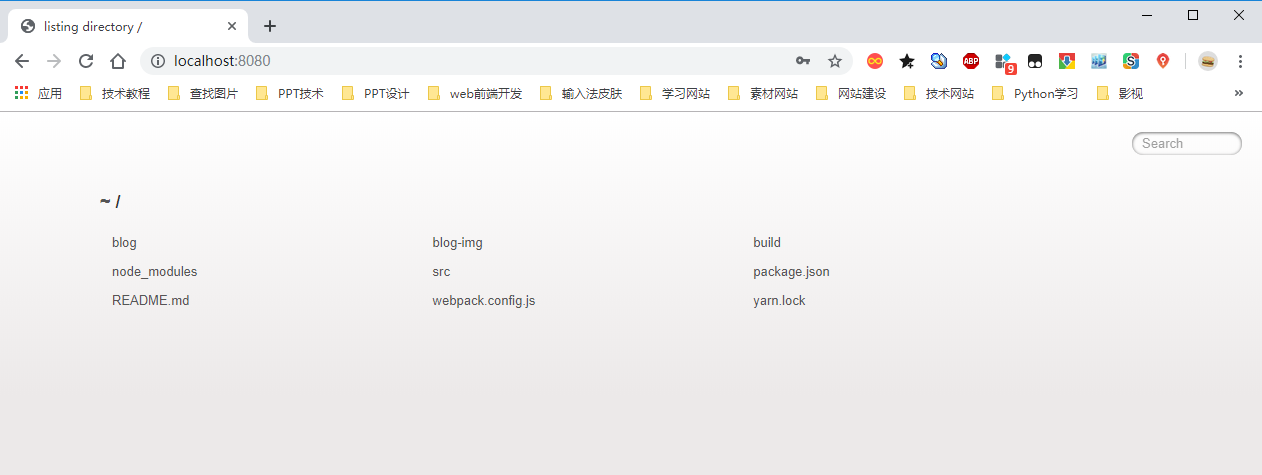 listing directory /
localhost:8080
ABP
9
S
应用 技术教程 查找图片 PPT技术 PPT设计 web前端开发 输入法皮肤 学习网站 素材网站 网站建设 技术网站 Python学习 影视 »
Search
~ /
blog blog-img build
node_modules src package.json
README.md webpack.config.js yarn.lock